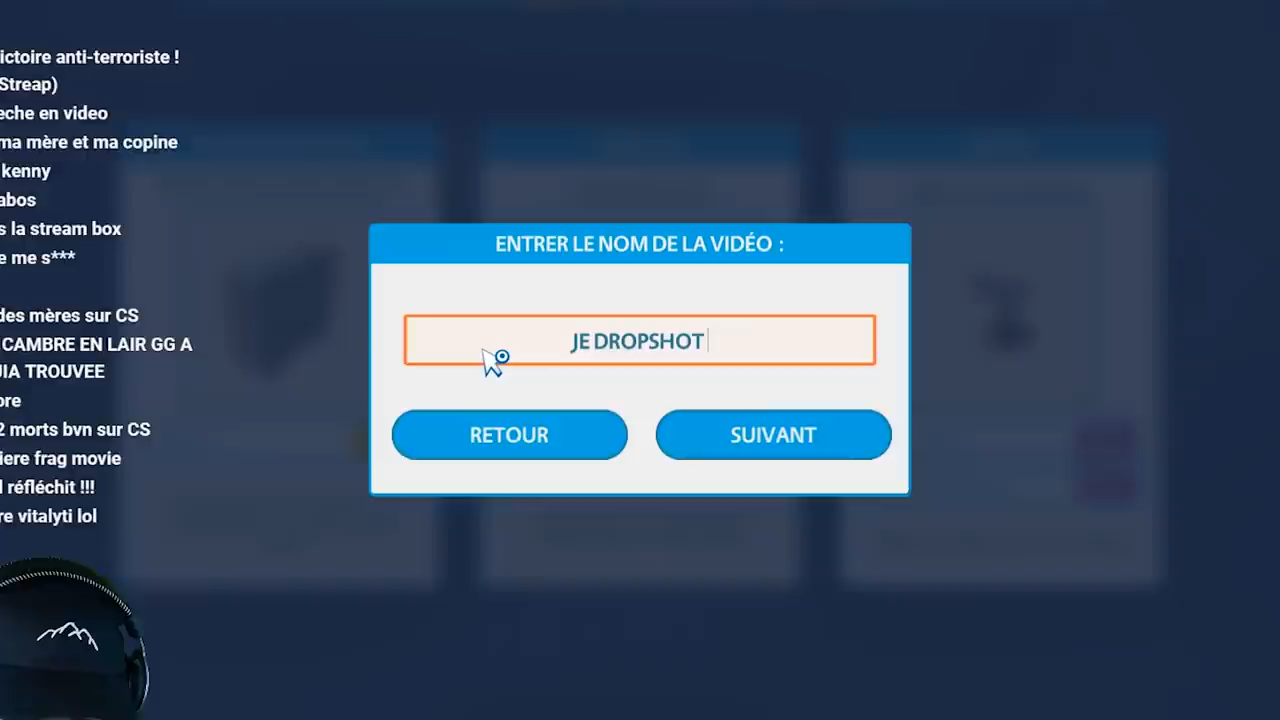 ictoire anti-terroriste !
Streap)
eche en video
ma mère et ma copine
kenny
abos
s la stream box
e me s***
des mères sur CS
CAMBRE EN LAIR GG A
IA TROUVEE
ore
2 morts bvn sur CS
iere frag movie
l réfléchit !!!
re vitalyti lol
ENTRER LE NOM DE LA VIDÉO :
JE DROPSHOT
RETOUR
SUIVANT